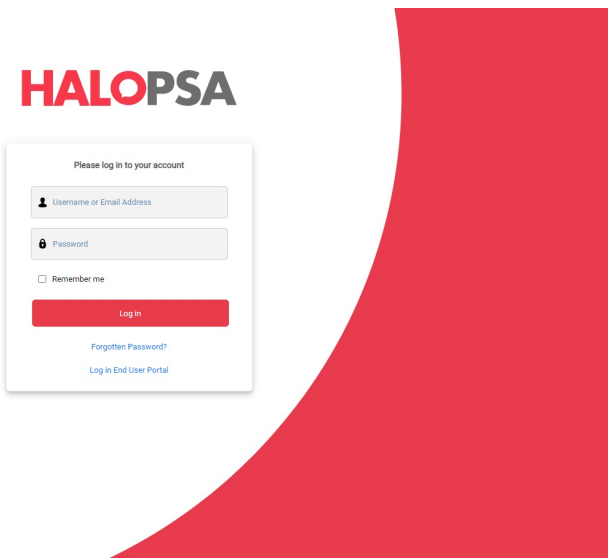 HALOPSA
Please log in to your account
Username or Email Address
Password
Remember me
Log in
Forgotten Password?
Log in End User Portal